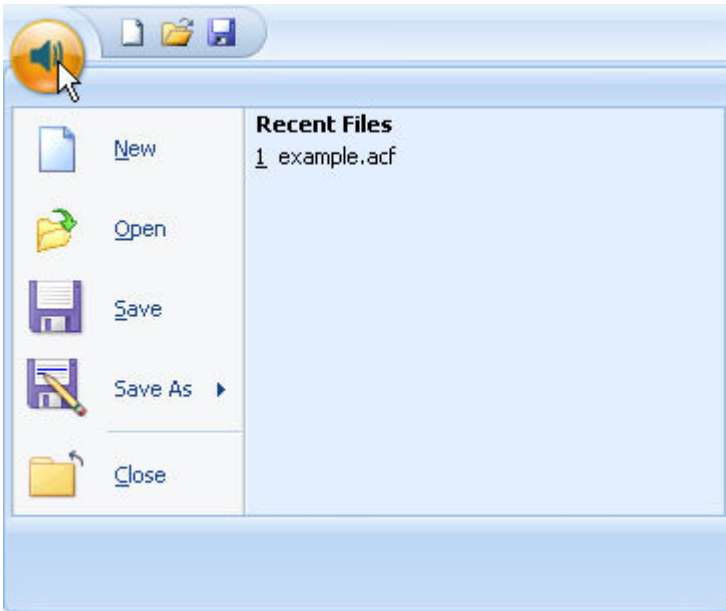 New
Open
Save
Save As
Close
Recent Files
1 example.acf